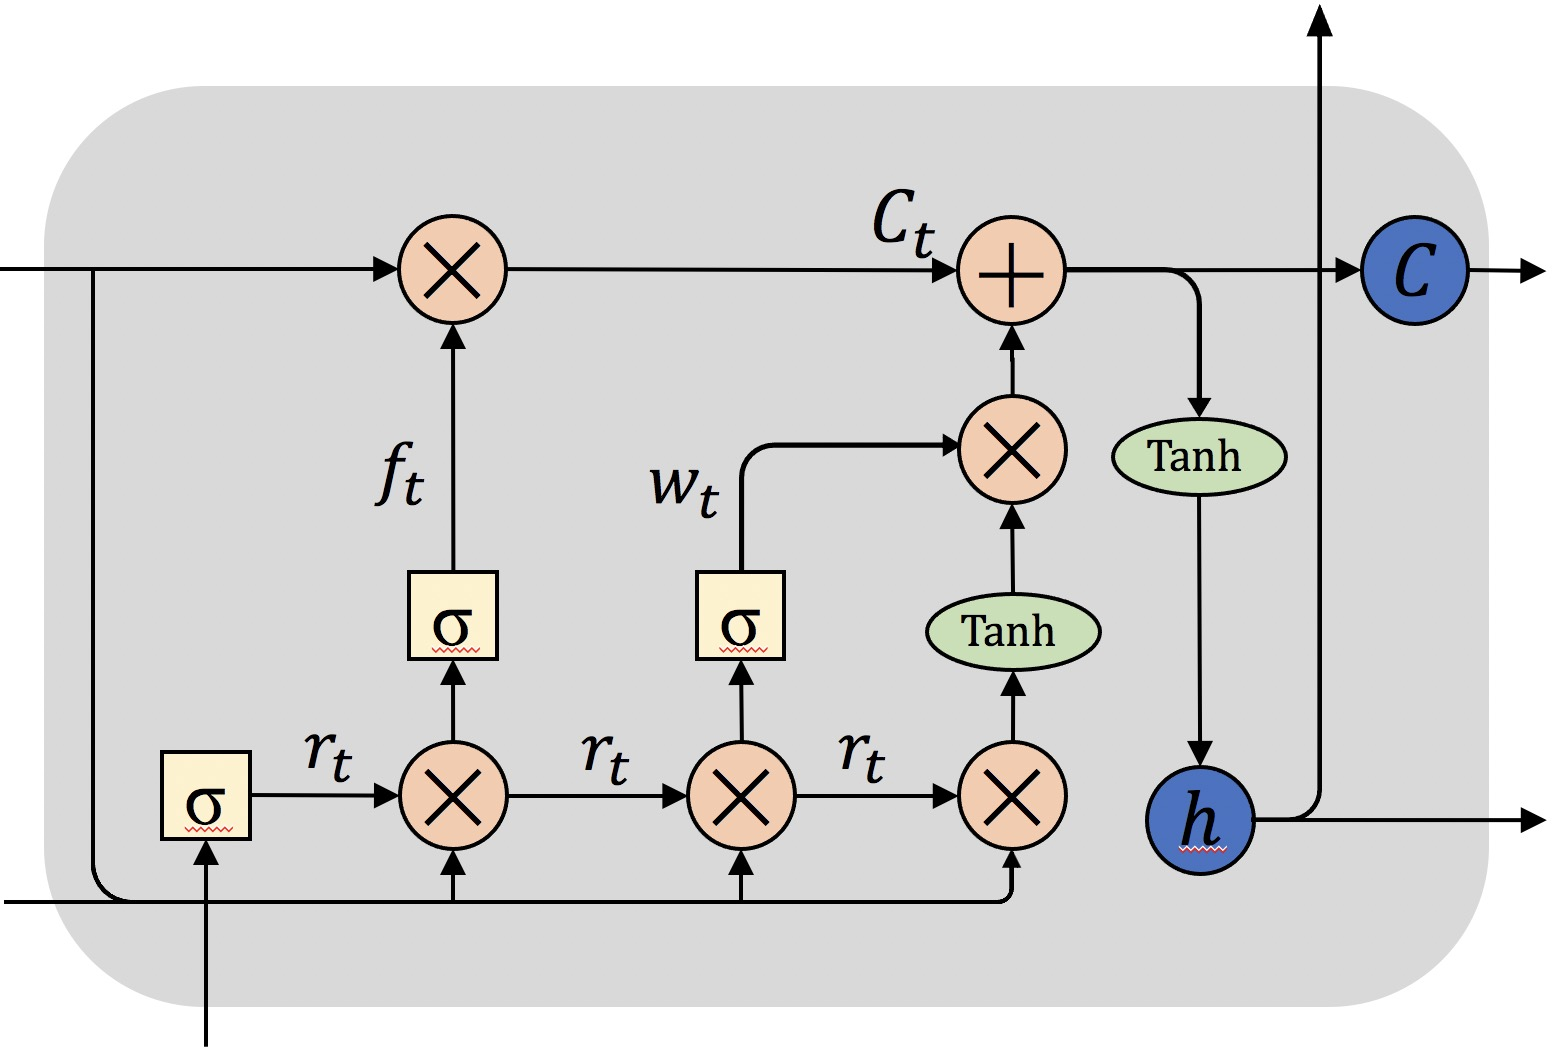 C_t
C
f_t
w_t
Tanh
σ
σ
Tanh
r_t
r_t
r_t
σ
h